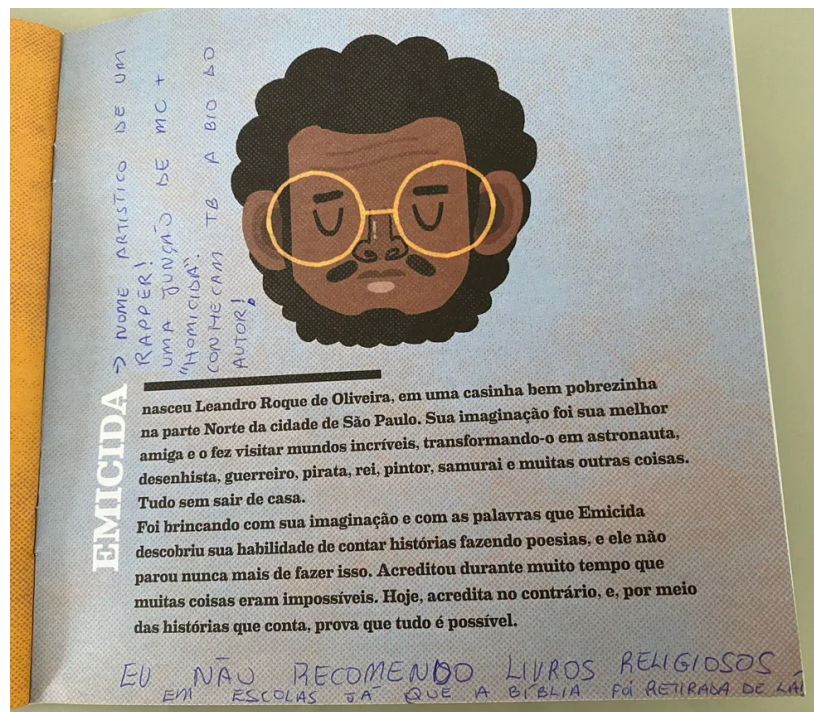 -> NOME ARTISTICO DE UM
RAPPER!
UMA JUNÇÃO DE MC +
"HOMICIDA".
CONHECAM TB A BIO DO
AUTOR!
EMICIDA
nasceu Leandro Roque de Oliveira, em uma casinha bem pobrezinha
na parte Norte da cidade de São Paulo. Sua imaginação foi sua melhor
amiga e o fez visitar mundos incríveis, transformando-o em astronauta,
desenhista, guerreiro, pirata, rei, pintor, samurai e muitas outras coisas.
Tudo sem sair de casa.
Foi brincando com sua imaginação e com as palavras que Emicida
descobriu sua habilidade de contar histórias fazendo poesias, e ele não
parou nunca mais de fazer isso. Acreditou durante muito tempo que
muitas coisas eram impossíveis. Hoje, acredita no contrário, e, por meio
das histórias que conta, prova que tudo é possível.
EU NÃO RECOMENDO LIVROS RELIGIOSOS
EM ESCOLAS JÁ QUE A BÍBLIA FOI RETIRADA DE LÁ!